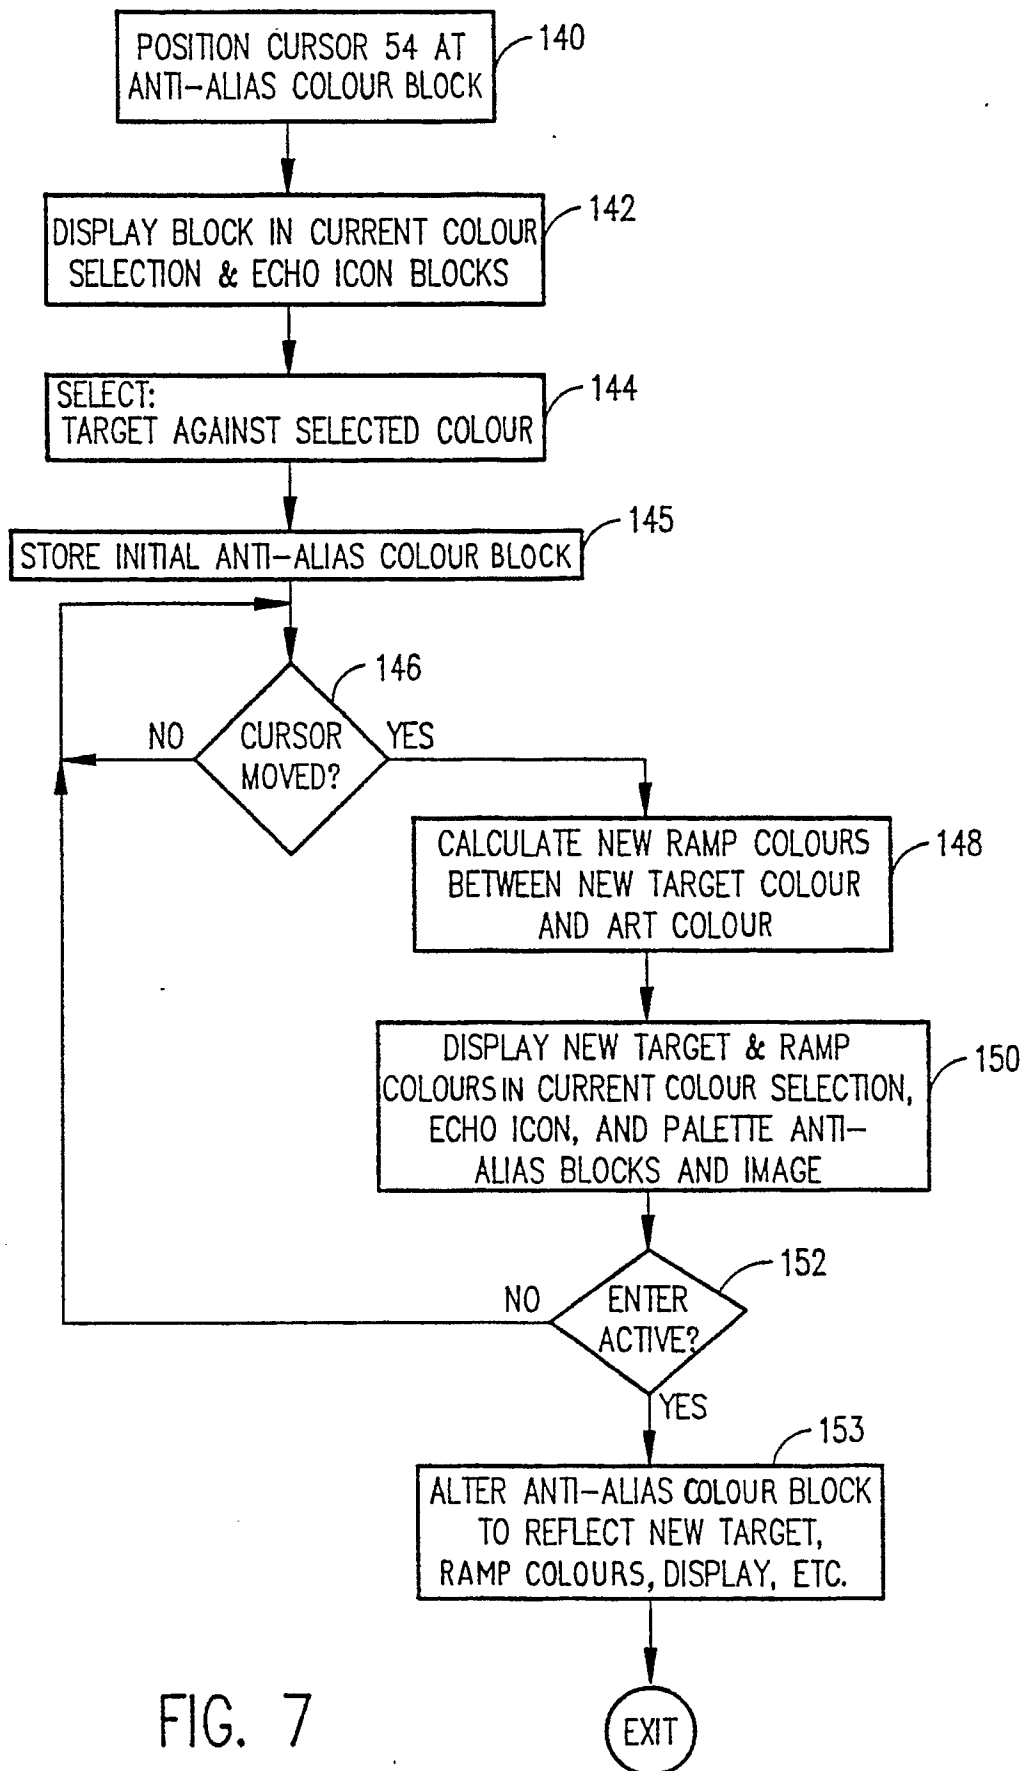 POSITION CURSOR 54 AT
ANTI-ALIAS COLOUR BLOCK
140
DISPLAY BLOCK IN CURRENT COLOUR
SELECTION & ECHO ICON BLOCKS
142
SELECT:
TARGET AGAINST SELECTED COLOUR
144
STORE INITIAL ANTI-ALIAS COLOUR BLOCK
145
146
NO
CURSOR
MOVED?
YES
CALCULATE NEW RAMP COLOURS
BETWEEN NEW TARGET COLOUR
AND ART COLOUR
148
DISPLAY NEW TARGET & RAMP
COLOURS IN CURRENT COLOUR SELECTION,
ECHO ICON, AND PALETTE ANTI-
ALIAS BLOCKS AND IMAGE
150
152
NO
ENTER
ACTIVE?
YES
153
ALTER ANTI-ALIAS COLOUR BLOCK
TO REFLECT NEW TARGET,
RAMP COLOURS, DISPLAY, ETC.
EXIT
FIG. 7